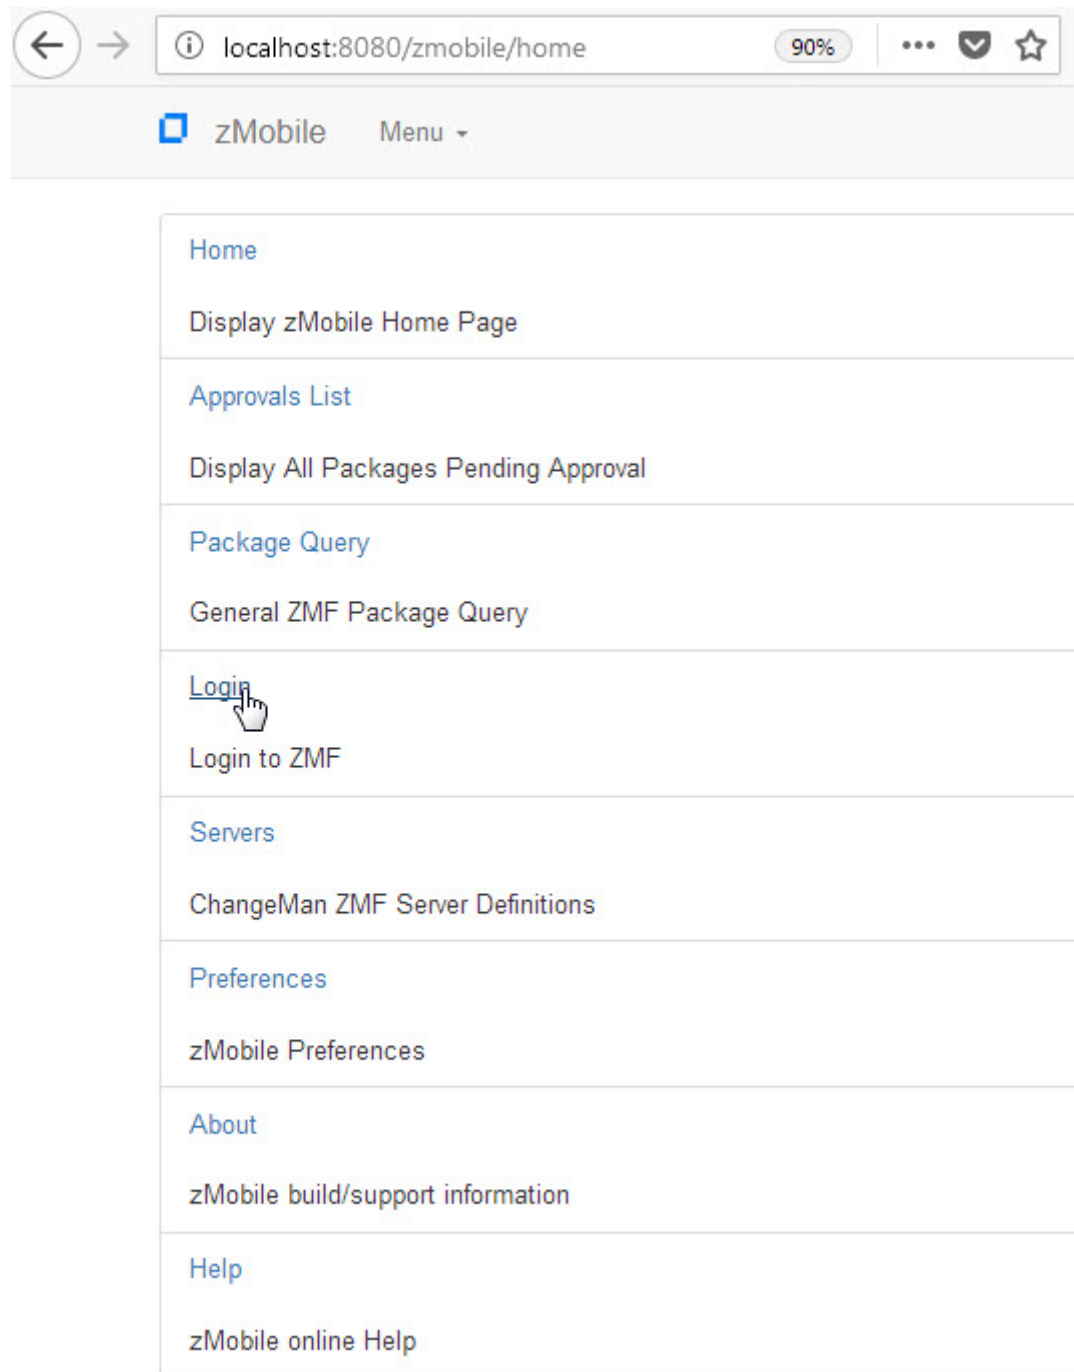 localhost:8080/zmobile/home
90%
zMobile Menu
Home
Display zMobile Home Page
Approvals List
Display All Packages Pending Approval
Package Query
General ZMF Package Query
Login
Login to ZMF
Servers
ChangeMan ZMF Server Definitions
Preferences
zMobile Preferences
About
zMobile build/support information
Help
zMobile online Help